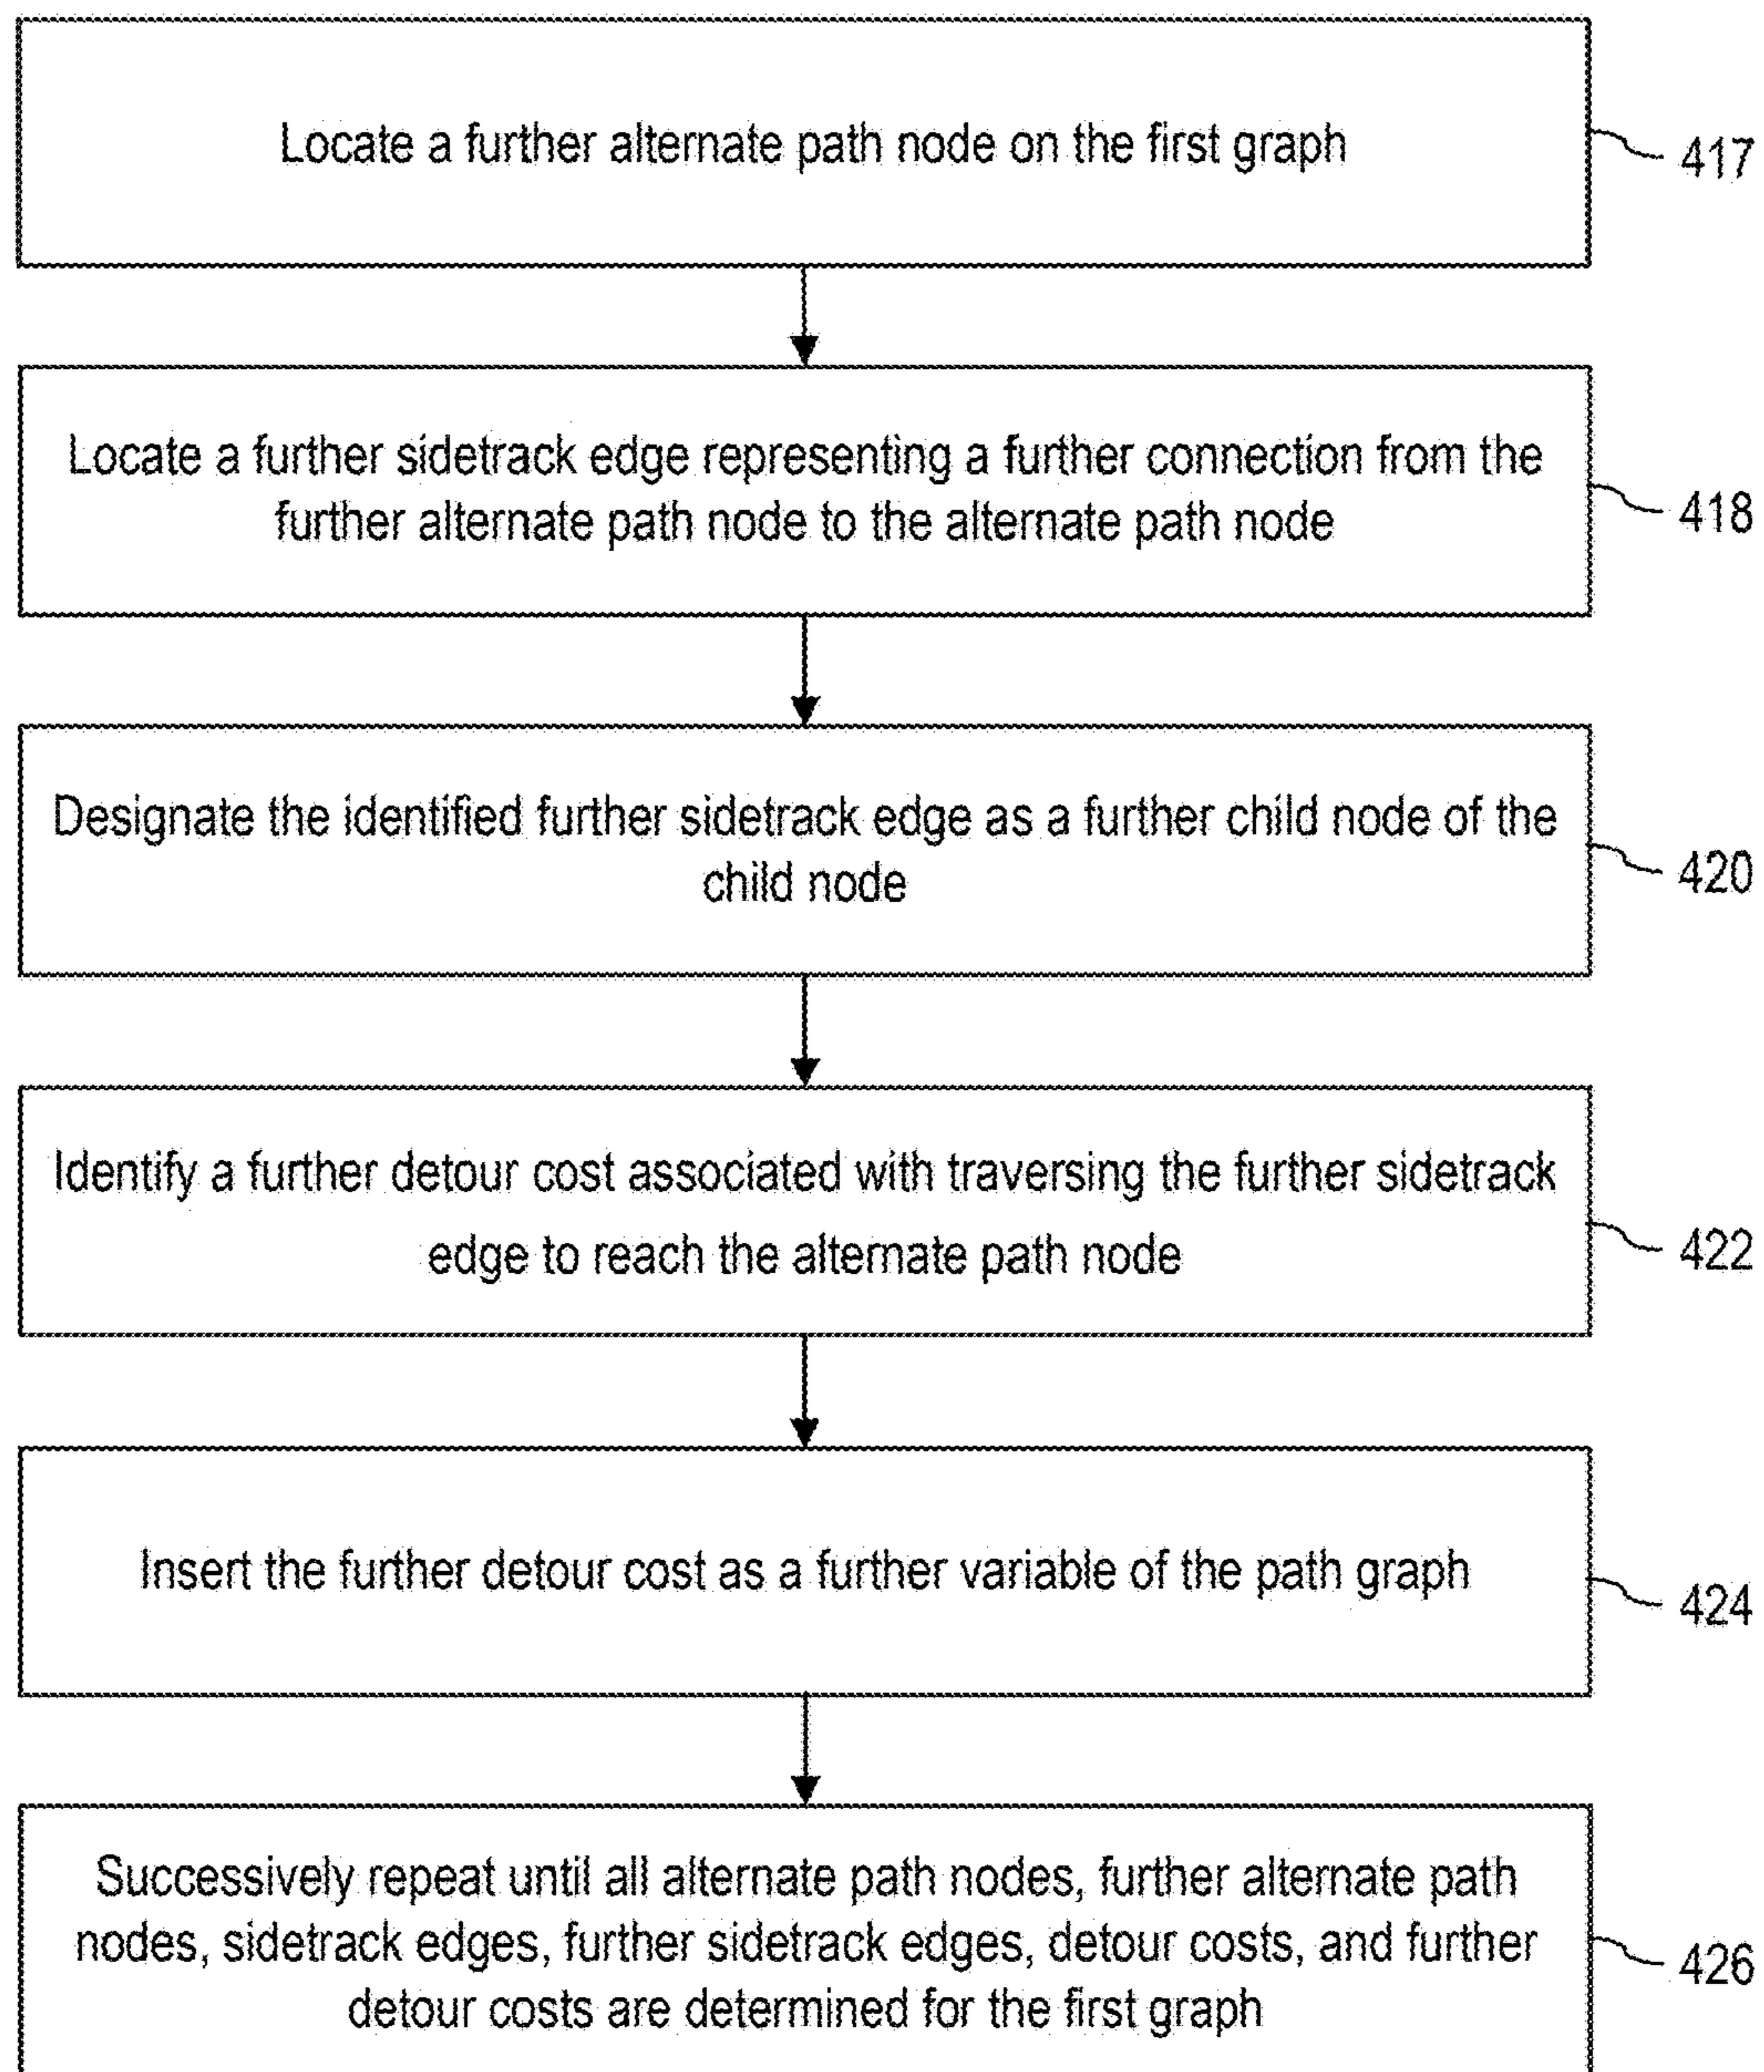 Locate a further alternate path node on the first graph
417
Locate a further sidetrack edge representing a further connection from the
further alternate path node to the alternate path node
418
Designate the identified further sidetrack edge as a further child node of the
child node
420
Identify a further detour cost associated with traversing the further sidetrack
edge to reach the alternate path node
422
Insert the further detour cost as a further variable of the path graph
424
Successively repeat until all alternate path nodes, further alternate path
nodes, sidetrack edges, further sidetrack edges, detour costs, and further
detour costs are determined for the first graph
426